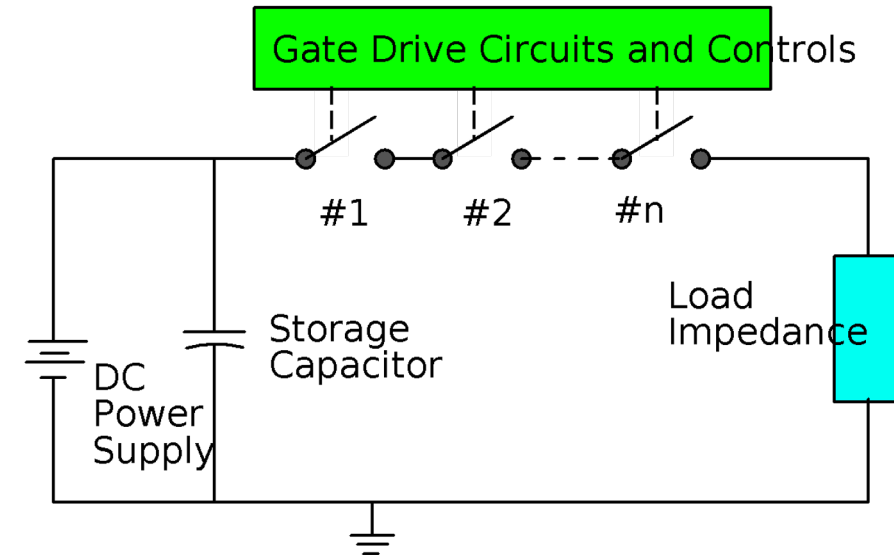 Gate Drive Circuits and Controls
#1
#2
#n
Load
Impedance
Storage
Capacitor
DC
Power
Supply